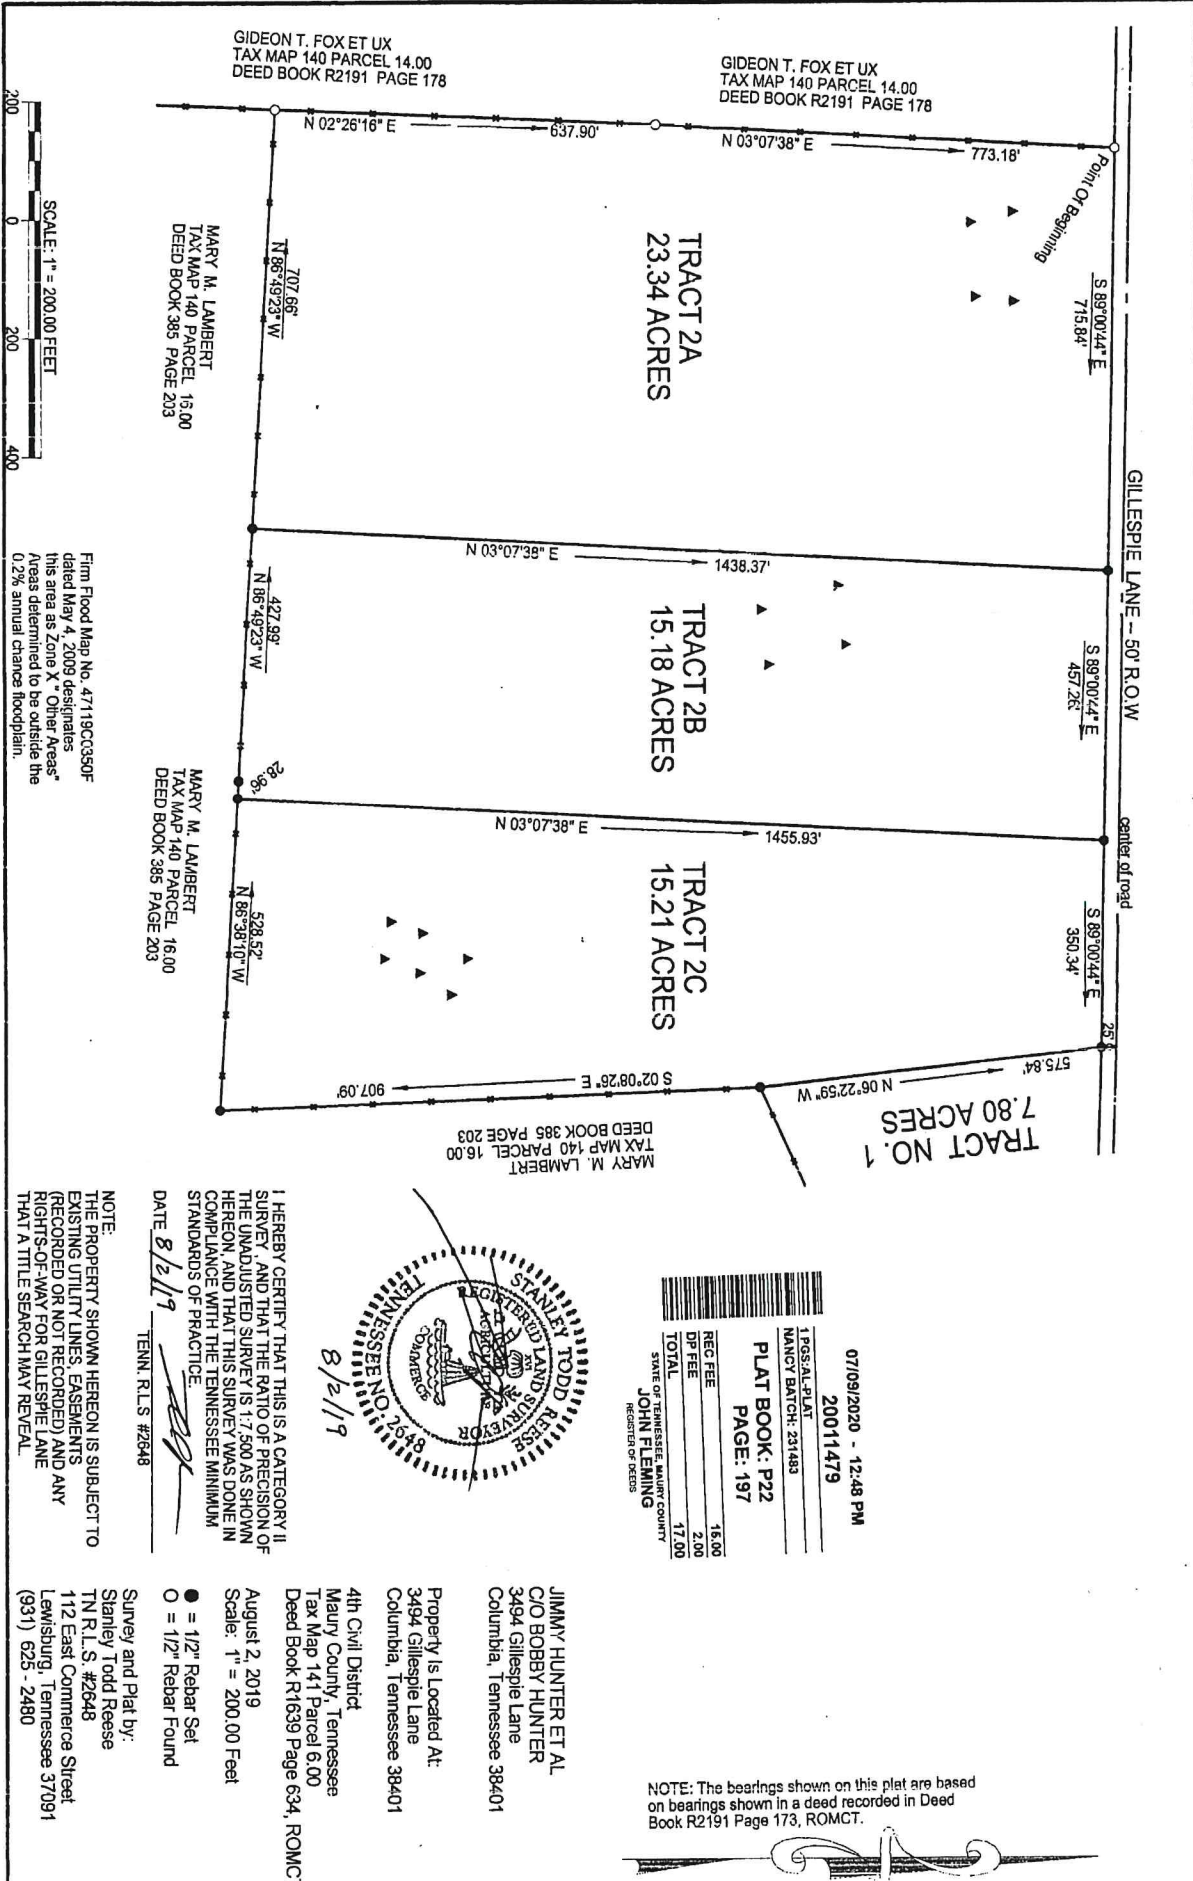 GIDEON T. FOX ET UX
TAX MAP 140 PARCEL 14.00
DEED BOOK R2191 PAGE 178
GIDEON T. FOX ET UX
TAX MAP 140 PARCEL 14.00
DEED BOOK R2191 PAGE 178
N 02°26'16" E
637.90'
N 03°07'38" E
773.18'
Point Of Beginning
S 89°00'44" E
715.84'
GILLESPIE LANE -- 50' R.O.W
S 89°00'44" E
457.26'
center of road
S 89°00'44" E
350.34'
25'
TRACT 2A
23.34 ACRES
707.66'
N 86°49'23" W
MARY M. LAMBERT
TAX MAP 140 PARCEL 16.00
DEED BOOK 385 PAGE 203
N 03°07'38" E
1438.37'
TRACT 2B
15.18 ACRES
427.99'
N 86°49'23" W
28.96'
N 03°07'38" E
1455.93'
TRACT 2C
15.21 ACRES
528.52'
N 86°38'10" W
MARY M. LAMBERT
TAX MAP 140 PARCEL 16.00
DEED BOOK 385 PAGE 203
S 02°08'26" E
907.09'
N 06°22'59" W
575.84'
TRACT NO. 1
7.80 ACRES
MARY M. LAMBERT
TAX MAP 140 PARCEL 16.00
DEED BOOK 385 PAGE 203
200
0
200
400
SCALE: 1" = 200.00 FEET
Firm Flood Map No. 47119C0350F
dated May 4, 2009 designates
this area as Zone X " Other Areas"
Areas determined to be outside the
0.2% annual chance floodplain.
07/09/2020 - 12:48 PM
20011479
1 PGS:AL-PLAT
NANCY BATCH: 231483
PLAT BOOK: P22
PAGE: 197
REC FEE 15.00
DP FEE 2.00
TOTAL 17.00
STATE OF TENNESSEE, MAURY COUNTY
JOHN FLEMING
REGISTER OF DEEDS
STANLEY TODD REESE
REGISTERED LAND SURVEYOR
AGRICULTURE
COMMERCE
TENNESSEE NO. 2648
8/2/19
I HEREBY CERTIFY THAT THIS IS A CATEGORY II
SURVEY , AND THAT THE RATIO OF PRECISION OF
THE UNADJUSTED SURVEY IS 1:7,500 AS SHOWN
HEREON, AND THAT THIS SURVEY WAS DONE IN
COMPLIANCE WITH THE TENNESSEE MINIMUM
STANDARDS OF PRACTICE.
DATE 8/2/19
TENN. R.L.S #2648
NOTE:
THE PROPERTY SHOWN HEREON IS SUBJECT TO
EXISTING UTILITY LINES, EASEMENTS
(RECORDED OR NOT RECORDED) AND ANY
RIGHTS-OF-WAY FOR GILLESPIE LANE
THAT A TITLE SEARCH MAY REVEAL.
JIMMY HUNTER ET AL
C/O BOBBY HUNTER
3494 Gillespie Lane
Columbia, Tennessee 38401
Property Is Located At:
3494 Gillespie Lane
Columbia, Tennessee 38401
4th Civil District
Maury County, Tennessee
Tax Map 141 Parcel 6.00
Deed Book R1639 Page 634, ROMC
August 2, 2019
Scale: 1" = 200.00 Feet
● = 1/2" Rebar Set
O = 1/2" Rebar Found
Survey and Plat by:
Stanley Todd Reese
TN R.L.S. #2648
112 East Commerce Street
Lewisburg, Tennessee 37091
(931) 625 - 2480
NOTE: The bearings shown on this plat are based
on bearings shown in a deed recorded in Deed
Book R2191 Page 173, ROMCT.